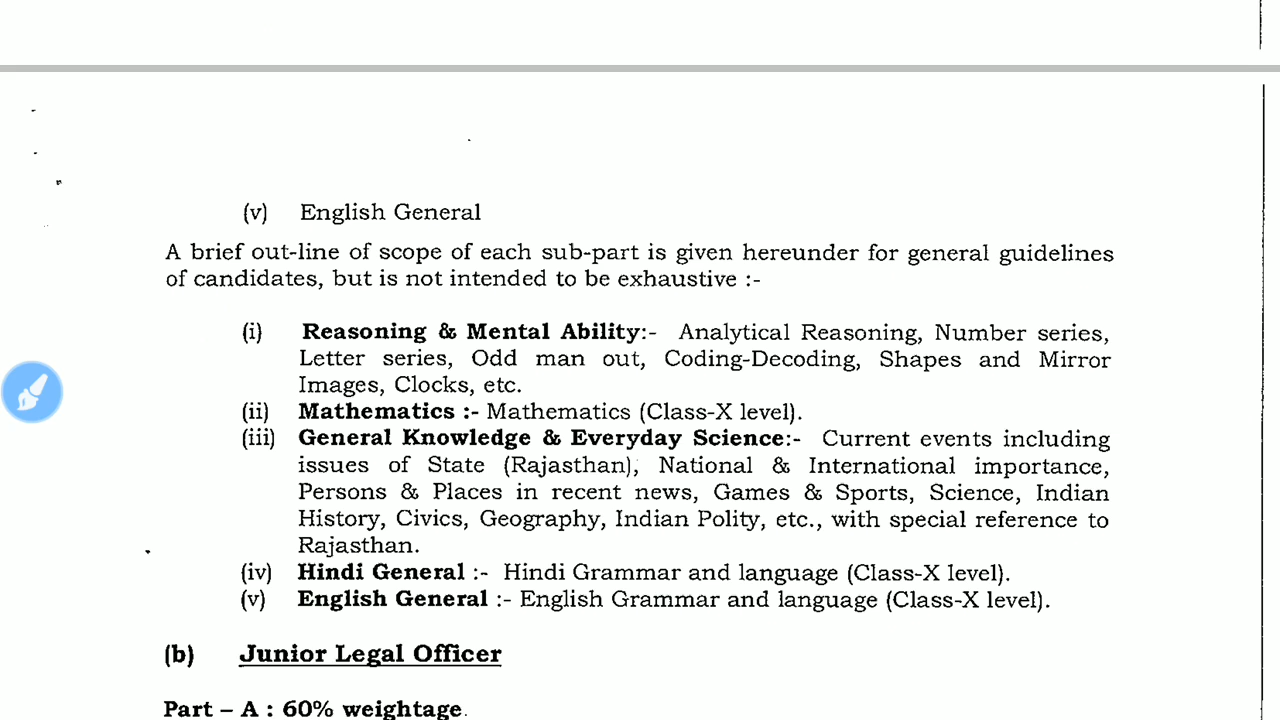 (v) English General
A brief out-line of scope of each sub-part is given hereunder for general guidelines
of candidates, but is not intended to be exhaustive :-
(i) Reasoning & Mental Ability:- Analytical Reasoning, Number series,
Letter series, Odd man out, Coding-Decoding, Shapes and Mirror
Images, Clocks, etc.
(ii) Mathematics :- Mathematics (Class-X level).
(iii) General Knowledge & Everyday Science:- Current events including
issues of State (Rajasthan), National & International importance,
Persons & Places in recent news, Games & Sports, Science, Indian
History, Civics, Geography, Indian Polity, etc., with special reference to
Rajasthan.
(iv) Hindi General :- Hindi Grammar and language (Class-X level).
(v) English General :- English Grammar and language (Class-X level).
(b) Junior Legal Officer
Part – A : 60% weightage.